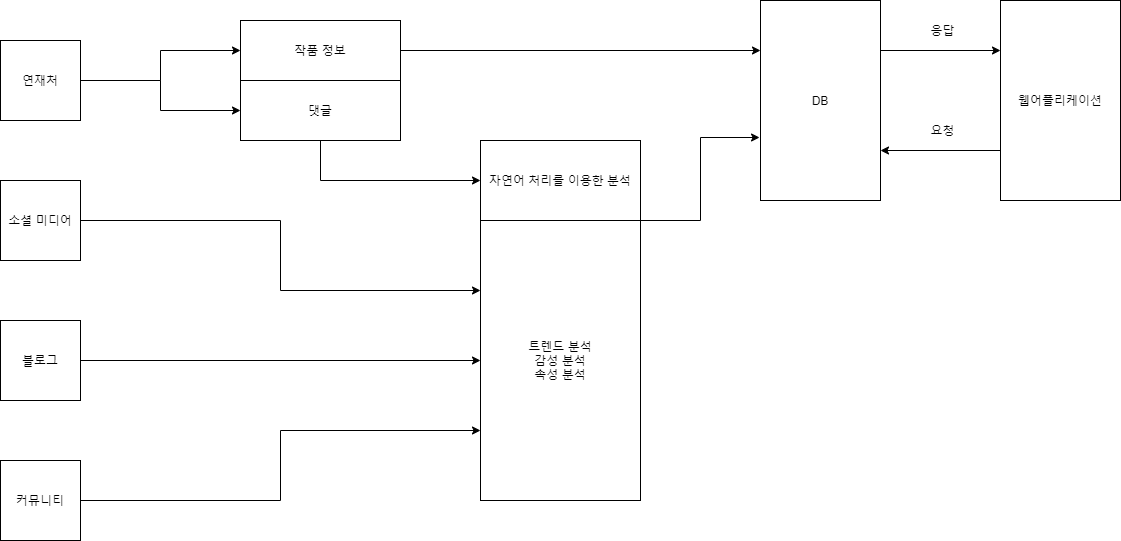 연재처
작품 정보
댓글
소셜 미디어
블로그
커뮤니티
자연어 처리를 이용한 분석
트렌드 분석
감성 분석
속성 분석
DB
응답
요청
웹어플리케이션